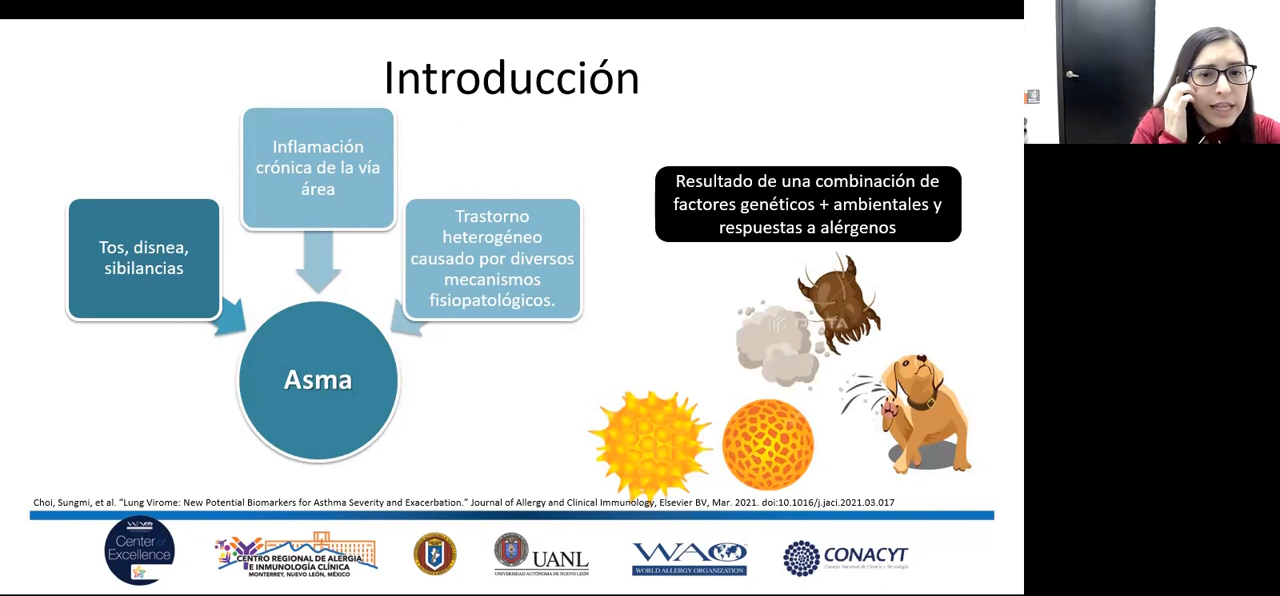 Introducción
Inflamación
crónica de la vía
área
Tos, disnea,
sibilancias
Trastorno
heterogéneo
causado por diversos
mecanismos
fisiopatológicos.
Asma
Resultado de una combinación de
factores genéticos + ambientales y
respuestas a alérgenos
Choi, Sungmi, et al. “Lung Virome: New Potential Biomarkers for Asthma Severity and Exacerbation.” Journal of Allergy and Clinical Immunology, Elsevier BV, Mar. 2021. doi:10.1016/j.jaci.2021.03.017
WAO
Center of
Excellence
CENTRO REGIONAL DE ALERGIA
E INMUNOLOGÍA CLÍNICA
MONTERREY, NUEVO LEÓN, MÉXICO
UANL
UNIVERSIDAD AUTÓNOMA DE NUEVO LEÓN
WAO
WORLD ALLERGY ORGANIZATION
CONACYT
Consejo Nacional de Ciencia y Tecnología